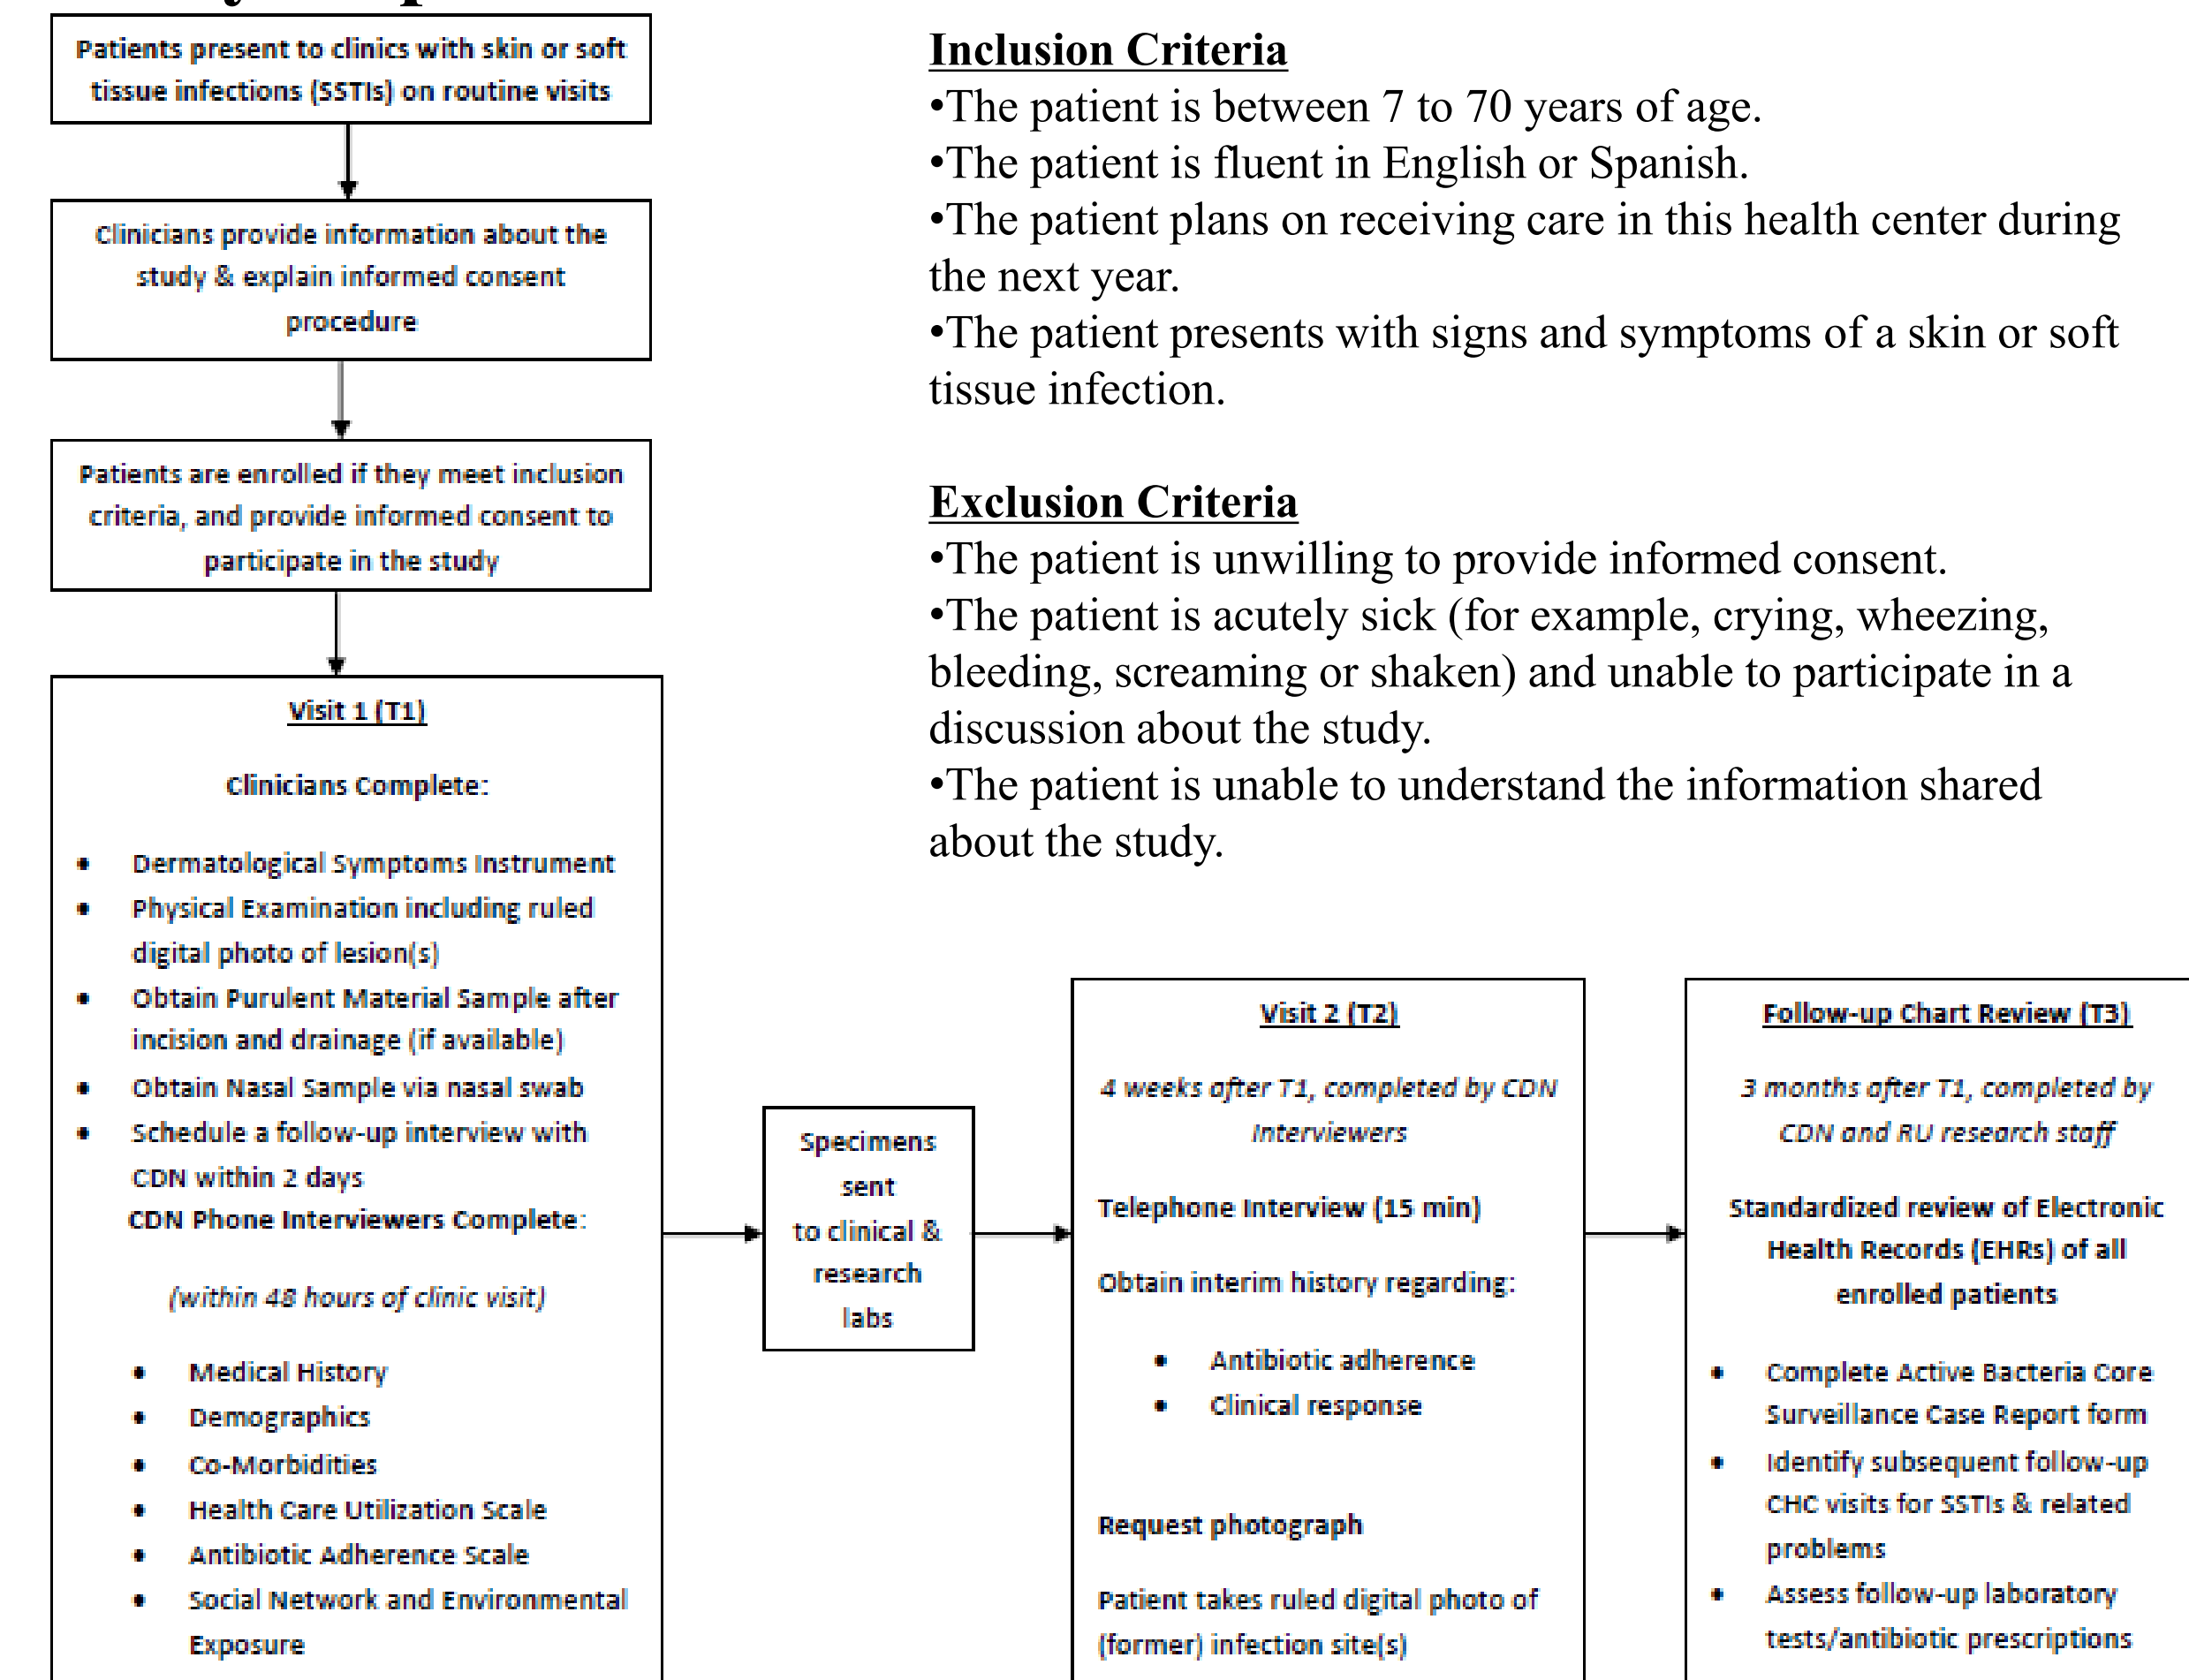 Patients present to clinics with skin or soft
tissue infections (SSTIs) on routine visits
Clinicians provide information about the
study & explain informed consent
procedure
Patients are enrolled if they meet inclusion
criteria, and provide informed consent to
participate in the study
Visit 1 (T1)
Clinicians Complete:
• Dermatological Symptoms Instrument
• Physical Examination including ruled
digital photo of lesion(s)
• Obtain Purulent Material Sample after
incision and drainage (if available)
• Obtain Nasal Sample via nasal swab
• Schedule a follow-up interview with
CDN within 2 days
CDN Phone Interviewers Complete:
(within 48 hours of clinic visit)
• Medical History
• Demographics
• Co-Morbidities
• Health Care Utilization Scale
• Antibiotic Adherence Scale
• Social Network and Environmental
Exposure
Inclusion Criteria
•The patient is between 7 to 70 years of age.
•The patient is fluent in English or Spanish.
•The patient plans on receiving care in this health center during
the next year.
•The patient presents with signs and symptoms of a skin or soft
tissue infection.
Exclusion Criteria
•The patient is unwilling to provide informed consent.
•The patient is acutely sick (for example, crying, wheezing,
bleeding, screaming or shaken) and unable to participate in a
discussion about the study.
•The patient is unable to understand the information shared
about the study.
Specimens
sent
to clinical &
research
labs
Visit 2 (T2)
4 weeks after T1, completed by CDN
Interviewers
Telephone Interview (15 min)
Obtain interim history regarding:
• Antibiotic adherence
• Clinical response
Request photograph
Patient takes ruled digital photo of
(former) infection site(s)
Follow-up Chart Review (T3)
3 months after T1, completed by
CDN and RU research staff
Standardized review of Electronic
Health Records (EHRs) of all
enrolled patients
• Complete Active Bacteria Core
Surveillance Case Report form
• Identify subsequent follow-up
CHC visits for SSTIs & related
problems
• Assess follow-up laboratory
tests/antibiotic prescriptions